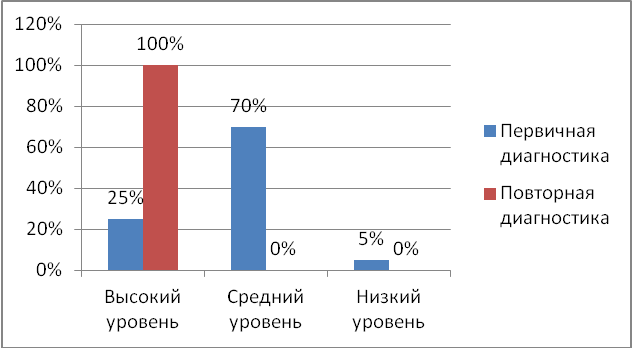 120%
100%
80%
60%
40%
20%
0%
25%
100%
70%
0%
5%
0%
Высокий
уровень
Средний
уровень
Низкий
уровень
Первичная
диагностика
Повторная
диагностика